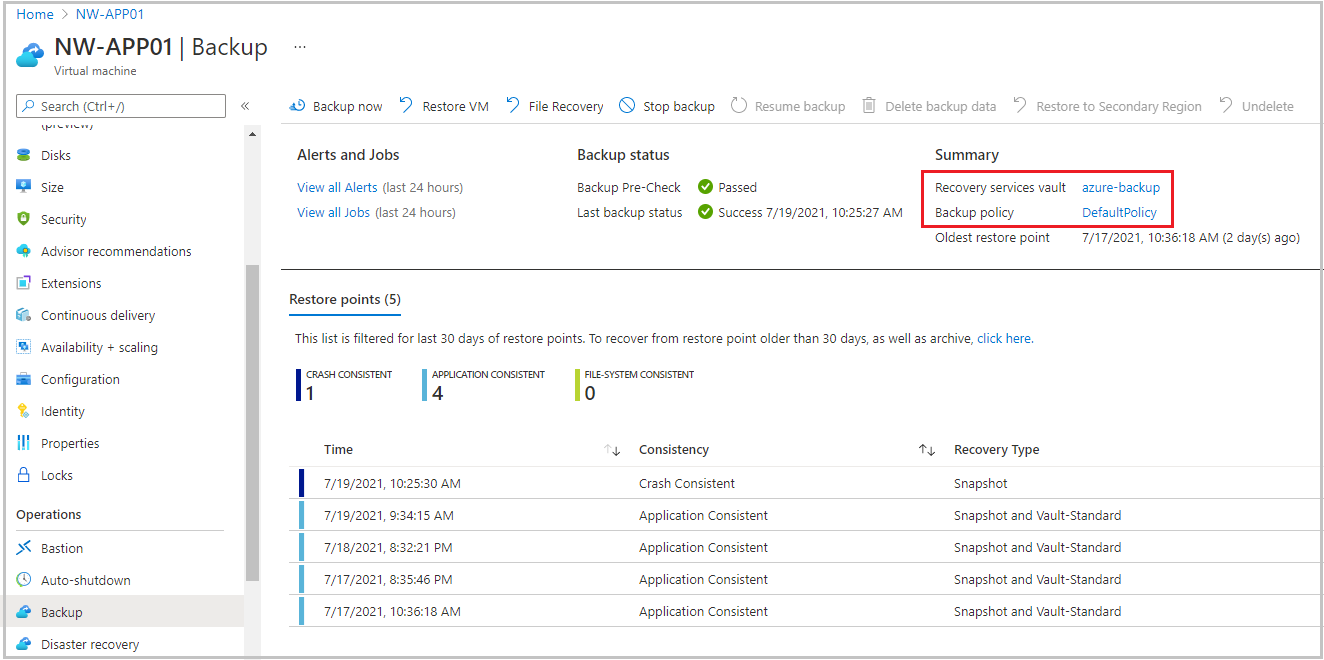 Home > NW-APP01
NW-APP01 | Backup ...
Virtual machine
Search (Ctrl+/) «
(preview)
Disks
Size
Security
Advisor recommendations
Extensions
Continuous delivery
Availability + scaling
Configuration
Identity
Properties
Locks
Operations
Bastion
Auto-shutdown
Backup
Disaster recovery
Backup now Restore VM File Recovery Stop backup Resume backup Delete backup data Restore to Secondary Region Undelete
Alerts and Jobs
View all Alerts (last 24 hours)
View all Jobs (last 24 hours)
Backup status
Backup Pre-Check Passed
Last backup status Success 7/19/2021, 10:25:27 AM
Summary
Recovery services vault azure-backup
Backup policy DefaultPolicy
Oldest restore point 7/17/2021, 10:36:18 AM (2 day(s) ago)
Restore points (5)
This list is filtered for last 30 days of restore points. To recover from restore point older than 30 days, as well as archive, click here.
CRASH CONSISTENT
1
APPLICATION CONSISTENT
4
FILE-SYSTEM CONSISTENT
0
Time ↑↓ Consistency ↑↓ Recovery Type
7/19/2021, 10:25:30 AM Crash Consistent Snapshot
7/19/2021, 9:34:15 AM Application Consistent Snapshot and Vault-Standard
7/18/2021, 8:32:21 PM Application Consistent Snapshot and Vault-Standard
7/17/2021, 8:35:46 PM Application Consistent Snapshot and Vault-Standard
7/17/2021, 10:36:18 AM Application Consistent Snapshot and Vault-Standard